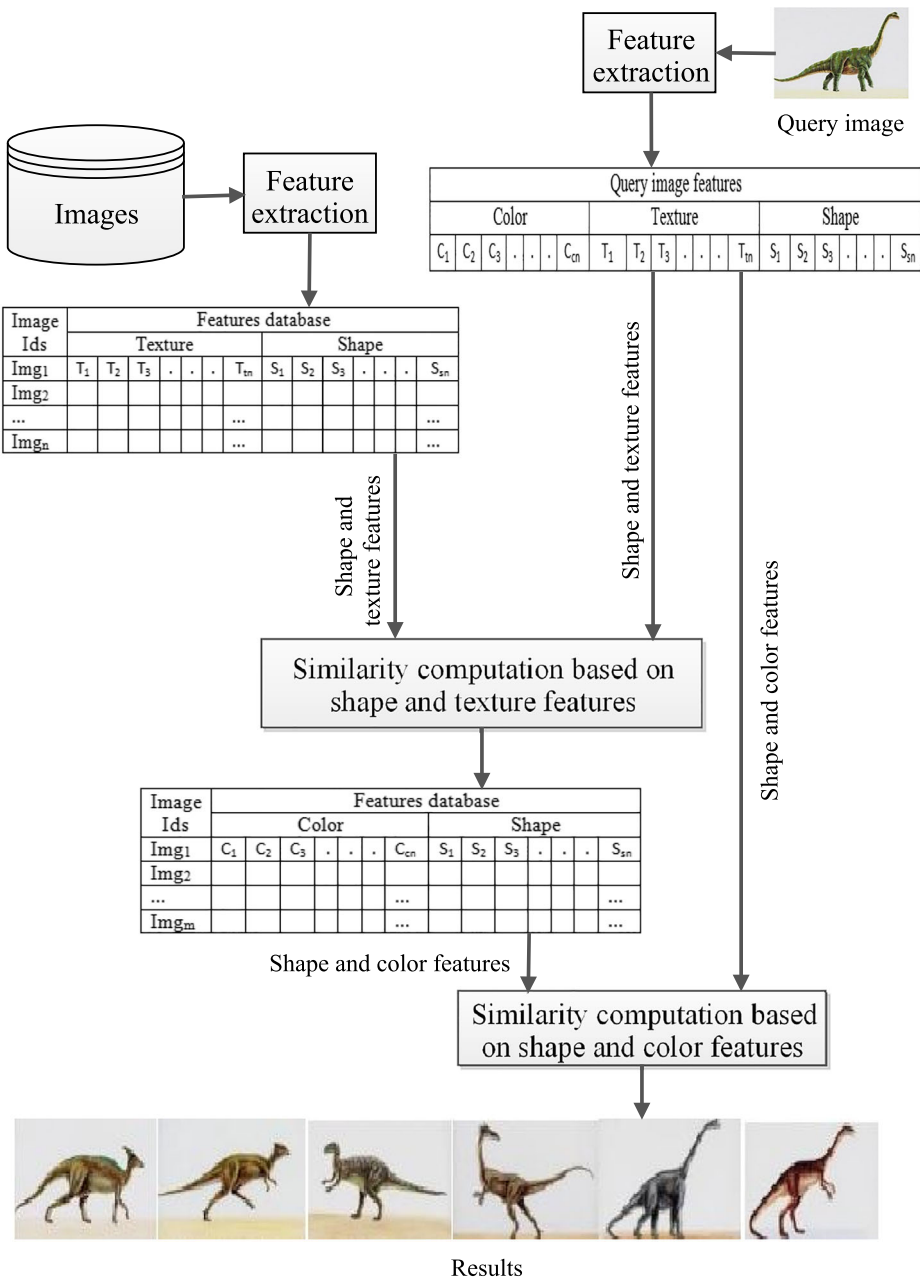 Feature
extraction
Query image
Images
Feature
extraction
Query image features
Color Texture Shape
C1 C2 C3 . . . Ccn T1 T2 T3 . . . Ttn S1 S2 S3 . . . Ssn
Image Ids Features database
Texture Shape
Img1 T1 T2 T3 . . . Ttn S1 S2 S3 . . . Ssn
Img2
... ... ...
Imgn ... ...
Shape and
texture features
Shape and texture features
Shape and color features
Similarity computation based on
shape and texture features
Image Ids Features database
Color Shape
Img1 C1 C2 C3 . . . Ccn S1 S2 S3 . . . Ssn
Img2
... ... ...
Imgm ... ...
Shape and color features
Similarity computation based
on shape and color features
Results